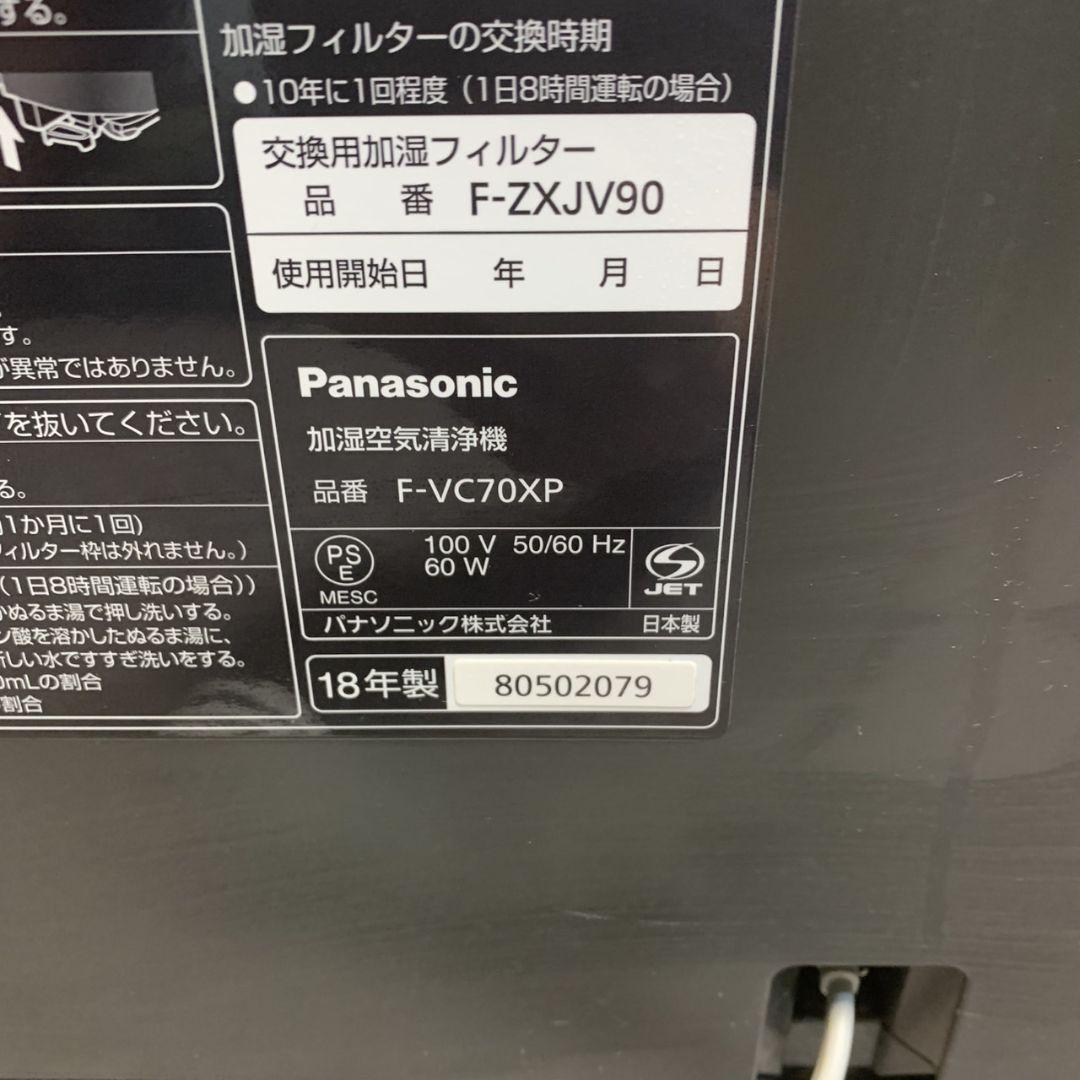 する。
加湿フィルターの交換時期
●10年に1回程度（1日8時間運転の場合）
交換用加湿フィルター
品 番 F-ZXJV90
使用開始日 年 月 日
す。
が異常ではありません。
を抜いてください。
る。
1か月に1回)
フィルター枠は外れません。)
（1日8時間運転の場合））
ぬるま湯で押し洗いする。
ン酸を溶かしたぬるま湯に、
新しい水ですすぎ洗いをする。
0mLの割合
割合
Panasonic
加湿空気清浄機
品番 F-VC70XP
PS
E
MESC
100 V 50/60 Hz
60 W
S
JET
パナソニック株式会社 日本製
18年製 80502079